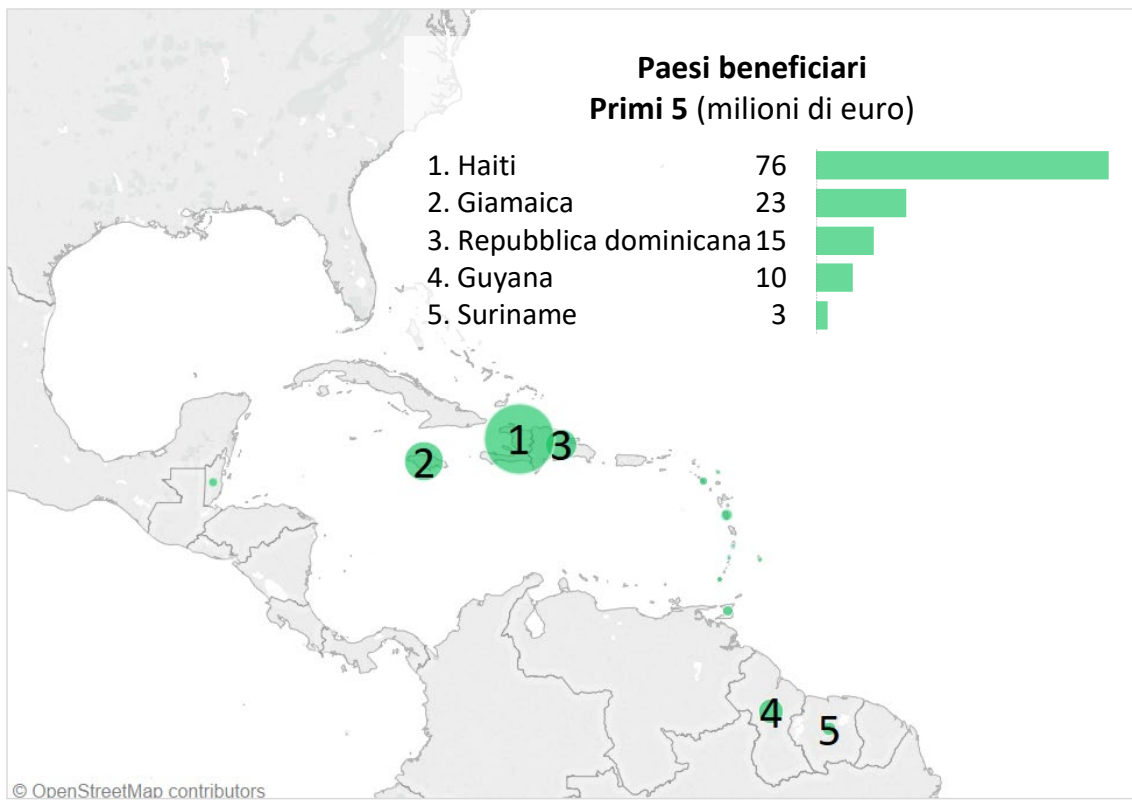 Paesi beneficiari
Primi 5 (milioni di euro)
1. Haiti 76
2. Giamaica 23
3. Repubblica dominicana 15
4. Guyana 10
5. Suriname 3
1
2
3
4
5
© OpenStreetMap contributors